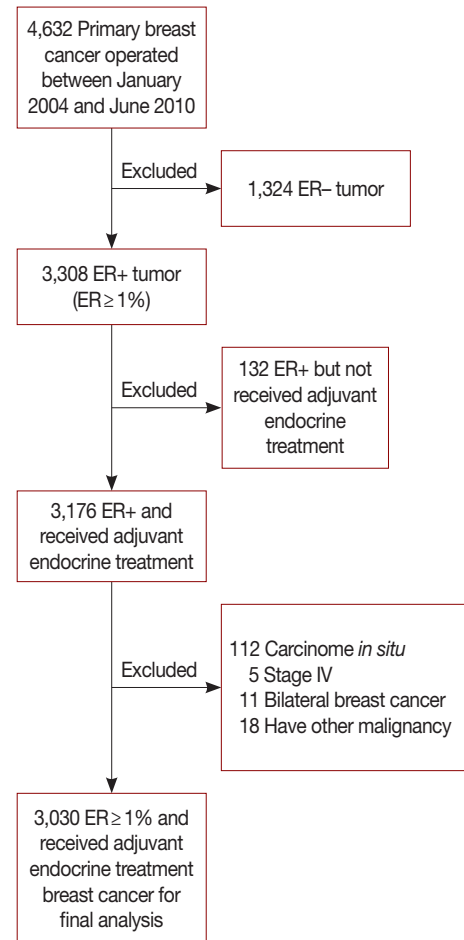 4,632 Primary breast
cancer operated
between January
2004 and June 2010
Excluded
1,324 ER– tumor
3,308 ER+ tumor
(ER ≥ 1%)
Excluded
132 ER+ but not
received adjuvant
endocrine
treatment
3,176 ER+ and
received adjuvant
endocrine treatment
Excluded
112 Carcinome in situ
5 Stage IV
11 Bilateral breast cancer
18 Have other malignancy
3,030 ER ≥ 1% and
received adjuvant
endocrine treatment
breast cancer for
final analysis